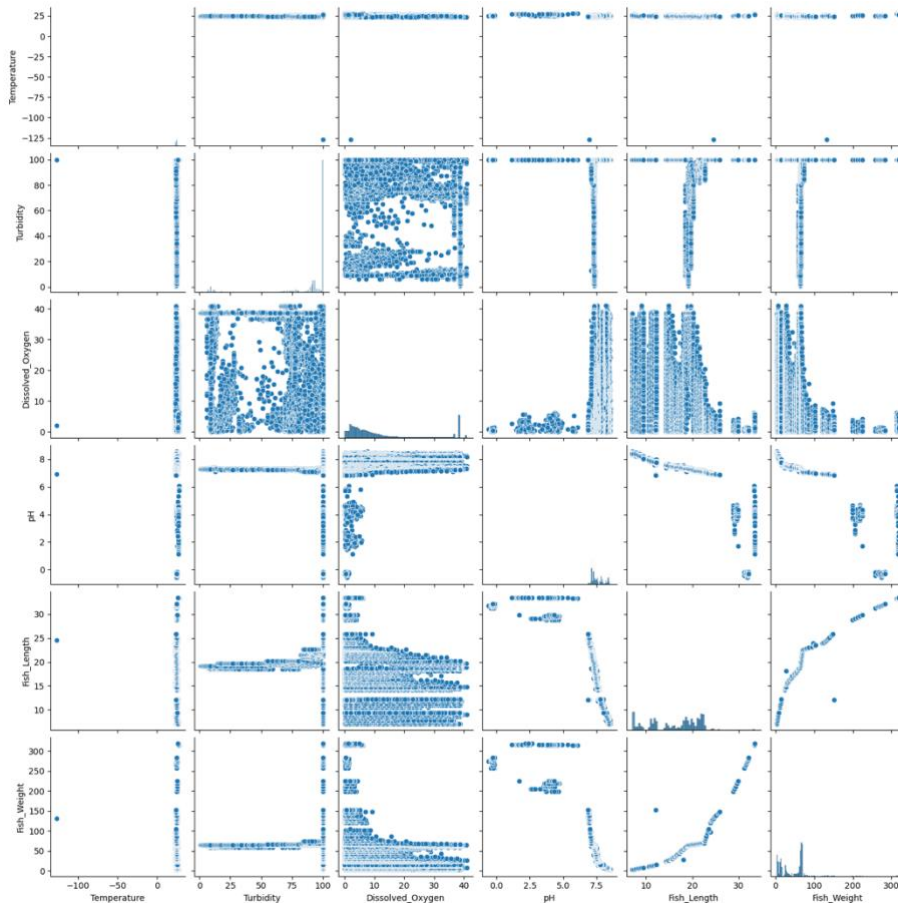 25
0
−25
−50
−75
−100
−125
Temperature
100
80
60
40
20
0
Turbidity
40
30
20
10
0
Dissolved_Oxygen
8
6
4
2
0
pH
30
25
20
15
10
Fish_Length
300
250
200
150
100
50
0
Fish_Weight
−100 −50 0
0 25 50 75 100
0 10 20 30 40
0.0 2.5 5.0 7.5
10 20 30
0 100 200 300
Temperature Turbidity Dissolved_Oxygen pH Fish_Length Fish_Weight